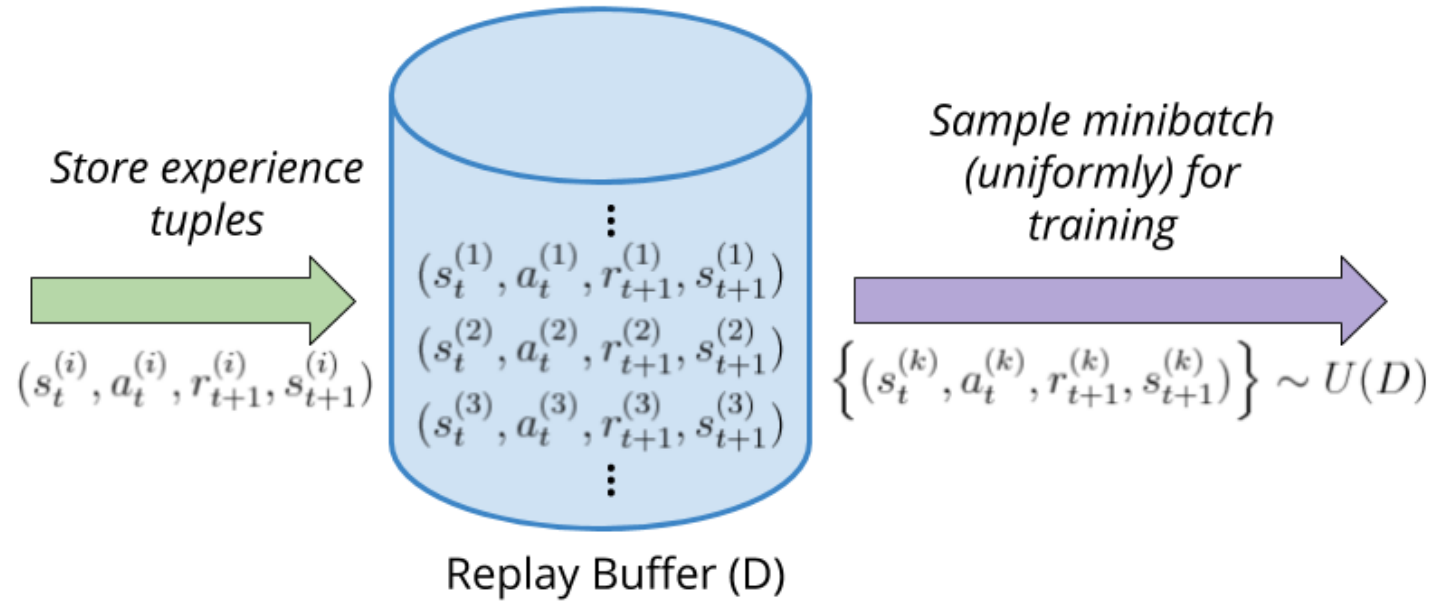 Store experience
tuples
(s_t^{(i)}, a_t^{(i)}, r_{t+1}^{(i)}, s_{t+1}^{(i)})
⋮
(s_t^{(1)}, a_t^{(1)}, r_{t+1}^{(1)}, s_{t+1}^{(1)})
(s_t^{(2)}, a_t^{(2)}, r_{t+1}^{(2)}, s_{t+1}^{(2)})
(s_t^{(3)}, a_t^{(3)}, r_{t+1}^{(3)}, s_{t+1}^{(3)})
⋮
Replay Buffer (D)
Sample minibatch
(uniformly) for
training
{(s_t^{(k)}, a_t^{(k)}, r_{t+1}^{(k)}, s_{t+1}^{(k)})} ∼ U(D)